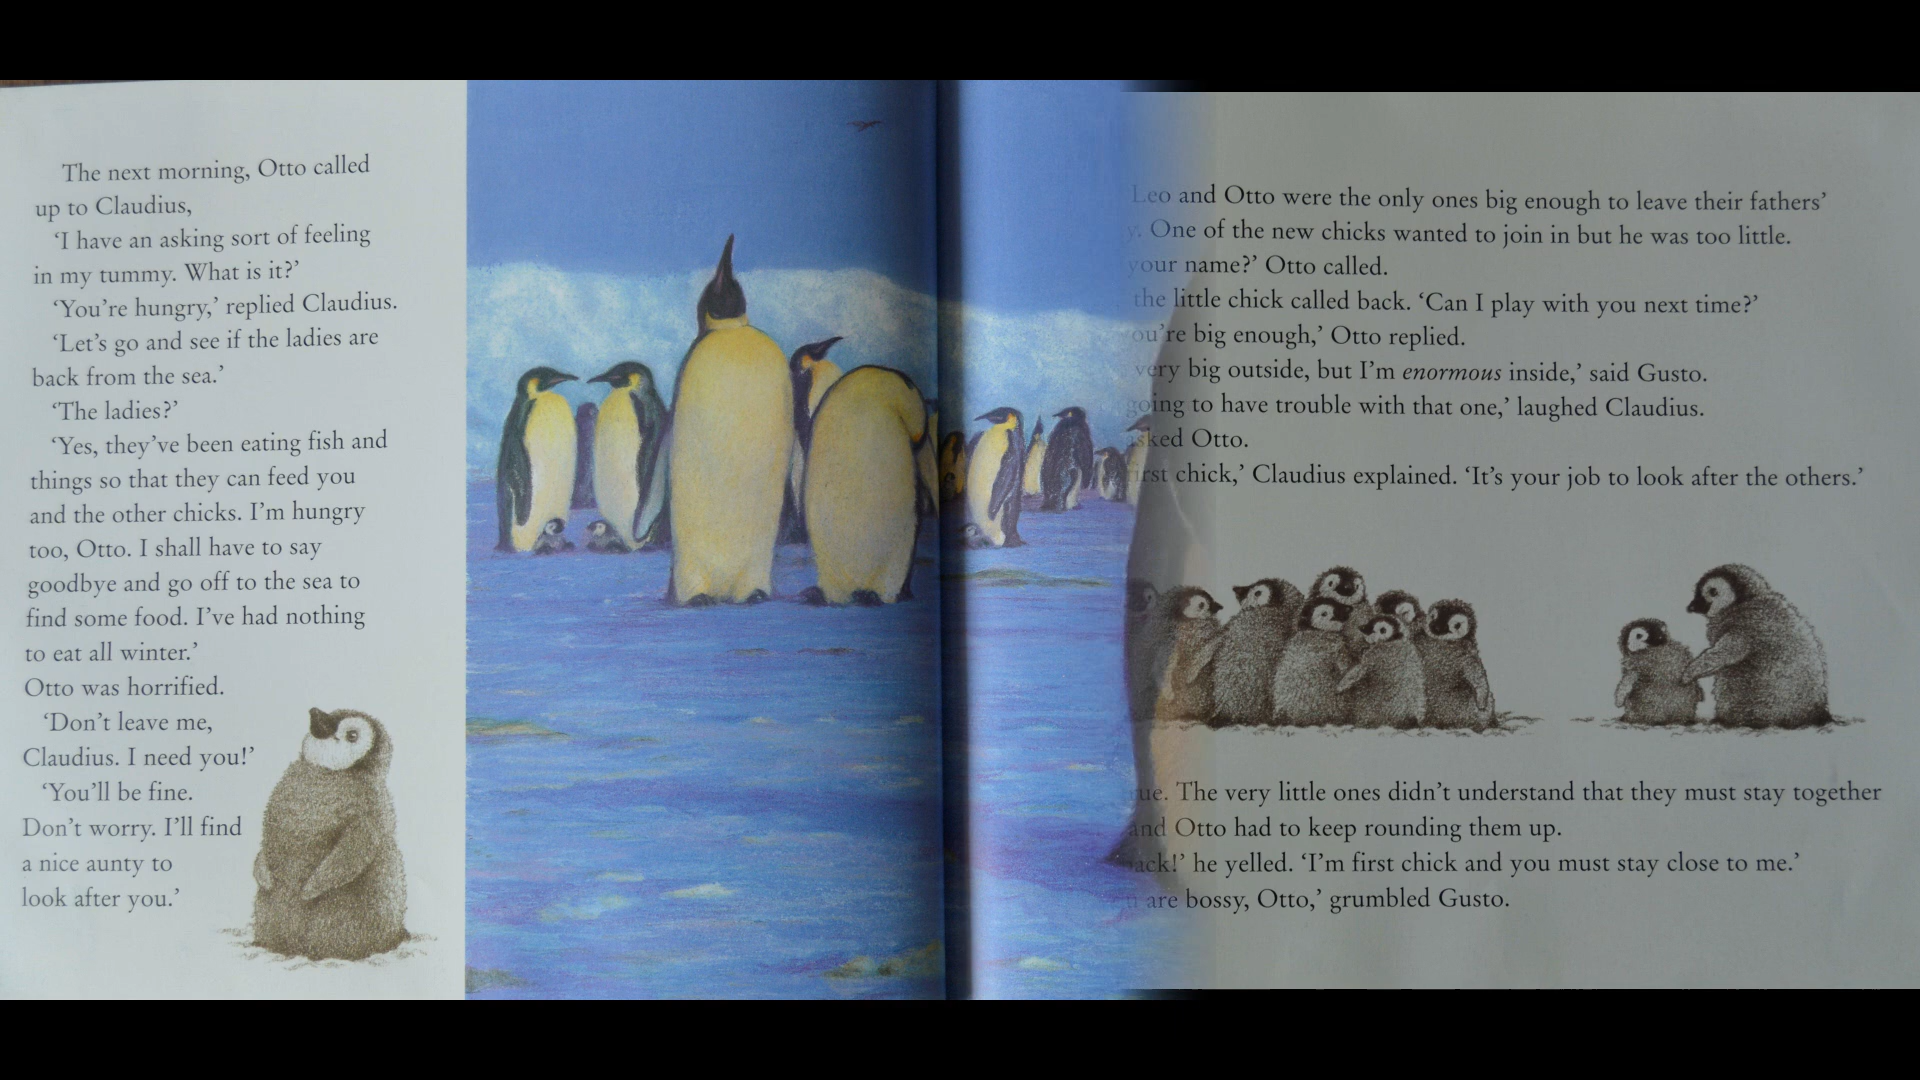 The next morning, Otto called
up to Claudius,
‘I have an asking sort of feeling
in my tummy. What is it?’
‘You’re hungry,’ replied Claudius.
‘Let’s go and see if the ladies are
back from the sea.’
‘The ladies?’
‘Yes, they’ve been eating fish and
things so that they can feed you
and the other chicks. I’m hungry
too, Otto. I shall have to say
goodbye and go off to the sea to
find some food. I’ve had nothing
to eat all winter.’
Otto was horrified.
‘Don’t leave me,
Claudius. I need you!’
‘You’ll be fine.
Don’t worry. I’ll find
a nice aunty to
look after you.’
Leo and Otto were the only ones big enough to leave their fathers’
One of the new chicks wanted to join in but he was too little.
your name?’ Otto called.
the little chick called back. ‘Can I play with you next time?’
big enough,’ Otto replied.
very big outside, but I’m enormous inside,’ said Gusto.
going to have trouble with that one,’ laughed Claudius.
asked Otto.
first chick,’ Claudius explained. ‘It’s your job to look after the others.’
The very little ones didn’t understand that they must stay together
and Otto had to keep rounding them up.
he yelled. ‘I’m first chick and you must stay close to me.’
are bossy, Otto,’ grumbled Gusto.